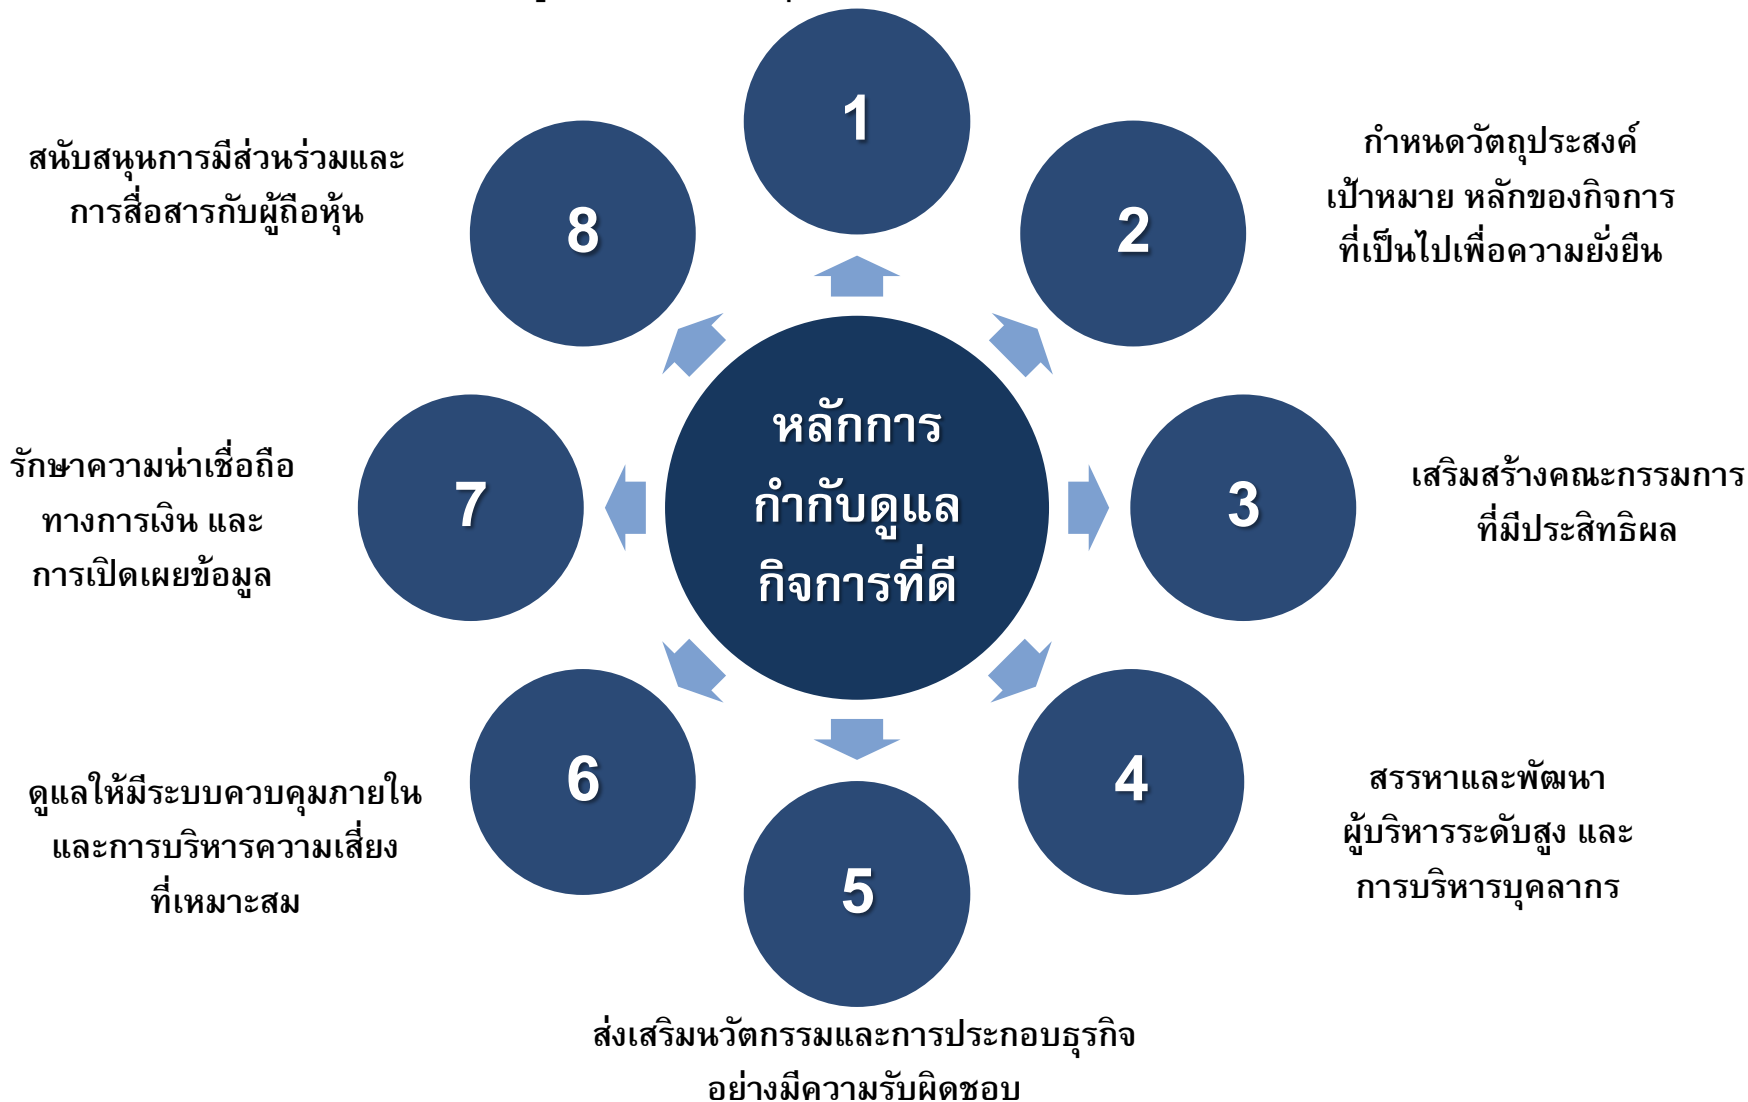 1
2
กำหนดวัตถุประสงค์
เป้าหมาย หลักของกิจการ
ที่เป็นไปเพื่อความยั่งยืน
3
เสริมสร้างคณะกรรมการ
ที่มีประสิทธิผล
4
สรรหาและพัฒนา
ผู้บริหารระดับสูง และ
การบริหารบุคลากร
5
ส่งเสริมนวัตกรรมและการประกอบธุรกิจ
อย่างมีความรับผิดชอบ
6
ดูแลให้มีระบบควบคุมภายใน
และการบริหารความเสี่ยง
ที่เหมาะสม
7
รักษาความน่าเชื่อถือ
ทางการเงิน และ
การเปิดเผยข้อมูล
8
สนับสนุนการมีส่วนร่วมและ
การสื่อสารกับผู้ถือหุ้น
หลักการ
กำกับดูแล
กิจการที่ดี